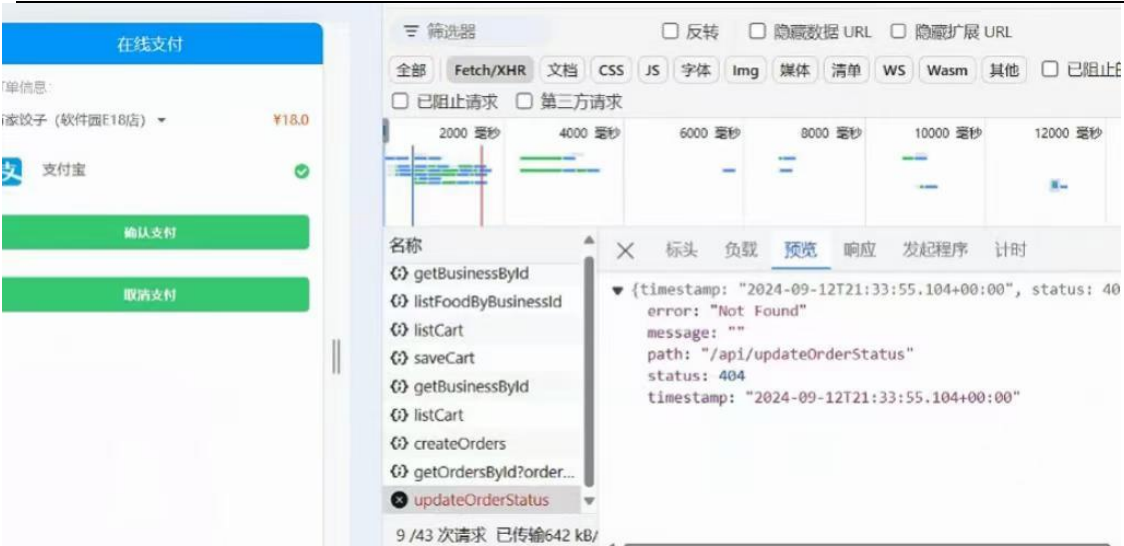 在线支付
单信息:
家饺子（软件园E18店）
¥18.0
支
支付宝
确认支付
取消支付
筛选器
反转
隐藏数据 URL
隐藏扩展 URL
全部
Fetch/XHR
文档
CSS
JS
字体
Img
媒体
清单
WS
Wasm
其他
已阻止
已阻止请求
第三方请求
2000 毫秒
4000 毫秒
6000 毫秒
8000 毫秒
10000 毫秒
12000 毫秒
名称
getBusinessById
listFoodByBusinessId
listCart
saveCart
getBusinessById
listCart
createOrders
getOrdersById?order...
updateOrderStatus
9 /43 次请求 已传输642 kB/
标头
负载
预览
响应
发起程序
计时
{timestamp: "2024-09-12T21:33:55.104+00:00", status: 40
error: "Not Found"
message: ""
path: "/api/updateOrderStatus"
status: 404
timestamp: "2024-09-12T21:33:55.104+00:00"